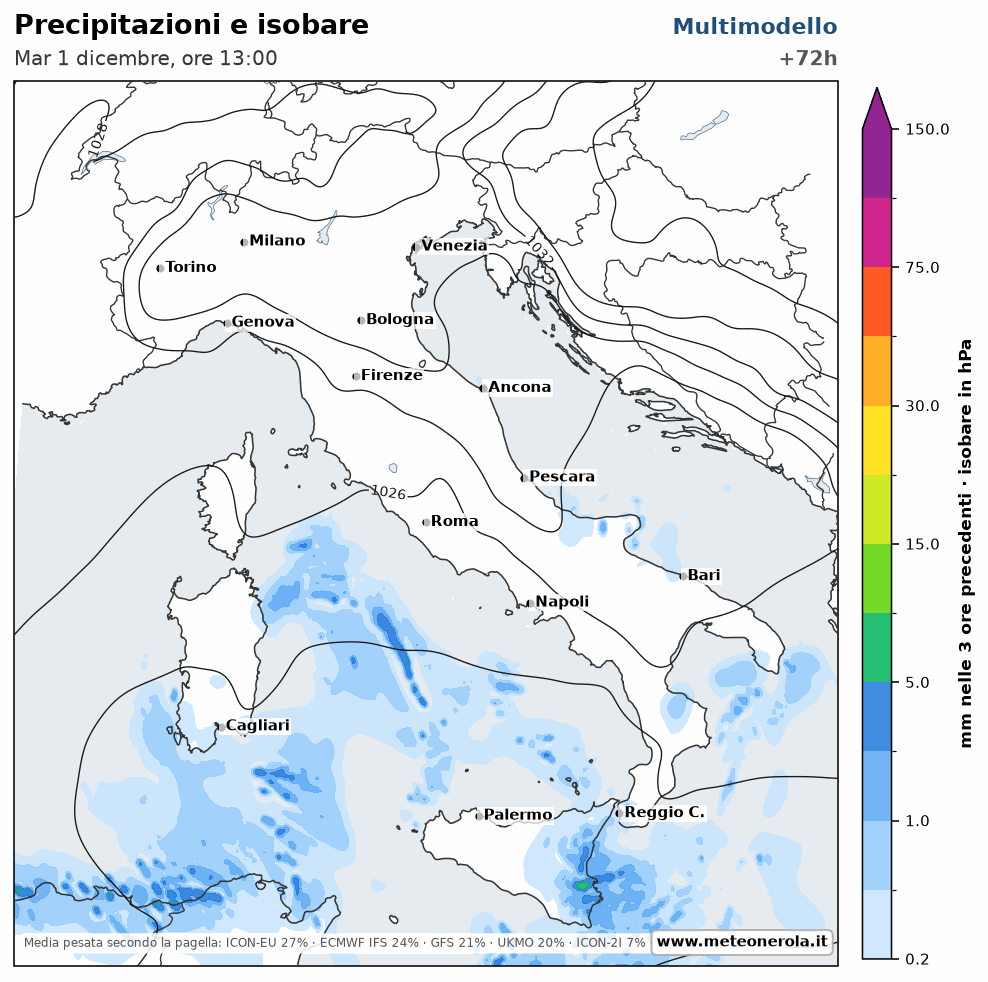 Precipitazioni e isobare
Multimodello
Mar 1 dicembre, ore 13:00
+72h
1028
150.0
Milano
Venezia
032
Torino
75.0
Genova
Bologna
Firenze
Ancona
30.0
Pescara
1026
Roma
15.0
Bari
Napoli
5.0
Cagliari
Palermo
Reggio C.
1.0
0.2
mm nelle 3 ore precedenti · isobare in hPa
Media pesata secondo la pagella: ICON-EU 27% · ECMWF IFS 24% · GFS 21% · UKMO 20% · ICON-2I 7%
www.meteonerola.it